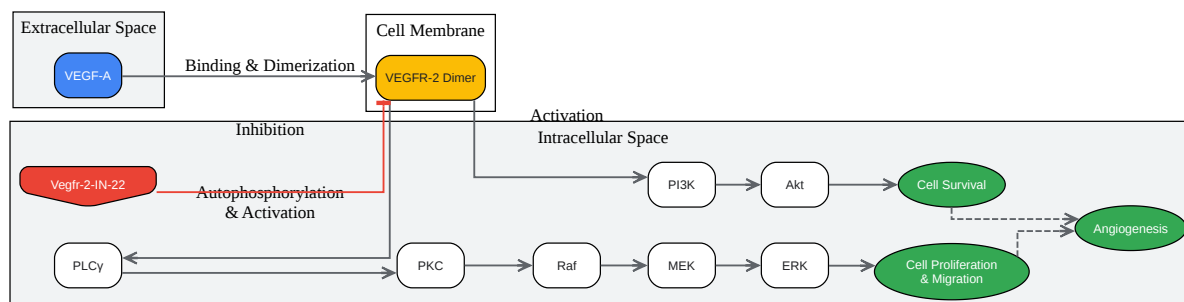 Extracellular Space
Cell Membrane
VEGF-A
Binding & Dimerization
VEGFR-2 Dimer
Activation
Inhibition
Intracellular Space
Vegfr-2-IN-22
Autophosphorylation
& Activation
PI3K
Akt
Cell Survival
Angiogenesis
PLCγ
PKC
Raf
MEK
ERK
Cell Proliferation
& Migration